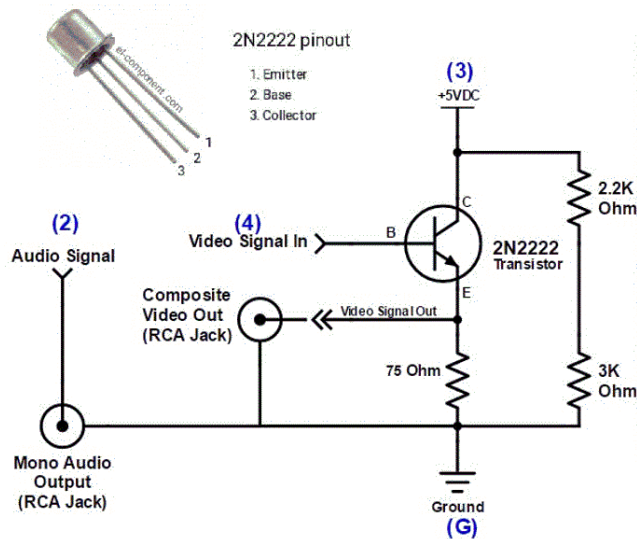 2N2222 pinout
el-component.com
1. Emitter
2. Base
3. Collector
1
2
3
(3)
+5VDC
C
2.2K
Ohm
(2)
Audio Signal
(4)
Video Signal In
B
2N2222
Transistor
E
Composite
Video Out
(RCA Jack)
Video Signal Out
75 Ohm
3K
Ohm
Mono Audio
Output
(RCA Jack)
Ground
(G)